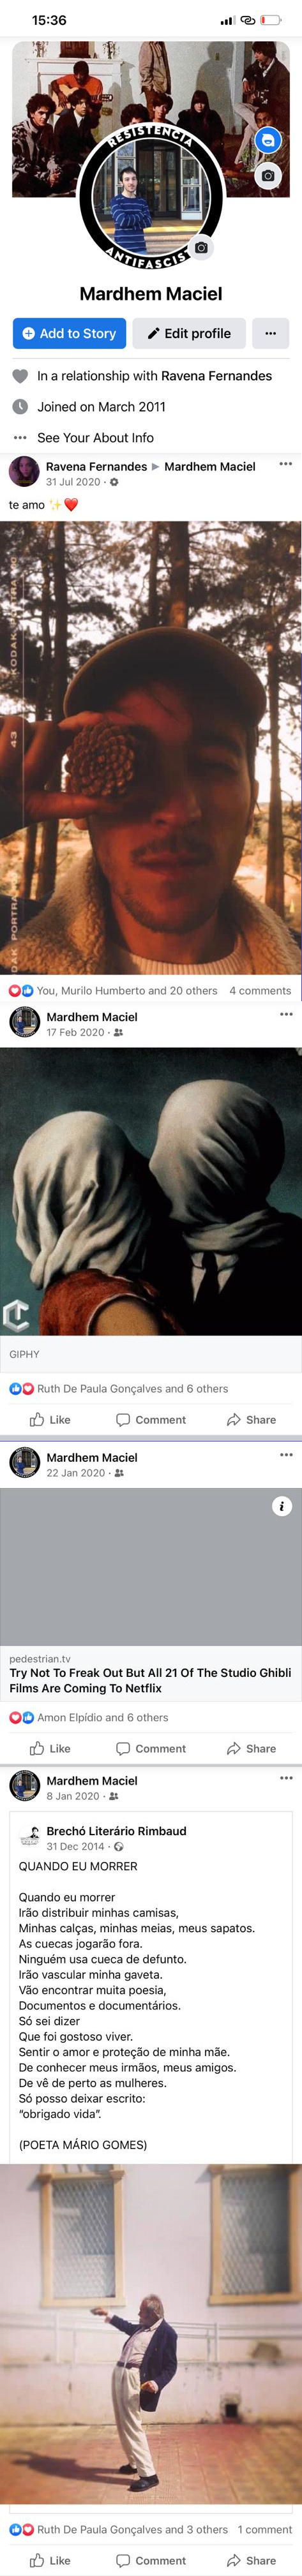 15:36
RESISTÊNCIA
ANTIFASCIS
Mardhem Maciel
Add to Story
Edit profile
In a relationship with Ravena Fernandes
Joined on March 2011
See Your About Info
Ravena Fernandes ▸ Mardhem Maciel
31 Jul 2020 ·
te amo ✨❤️
43
You, Murilo Humberto and 20 others 4 comments
Mardhem Maciel
17 Feb 2020 ·
GIPHY
Ruth De Paula Gonçalves and 6 others
Like Comment Share
Mardhem Maciel
22 Jan 2020 ·
pedestrian.tv
Try Not To Freak Out But All 21 Of The Studio Ghibli
Films Are Coming To Netflix
Amon Elpídio and 6 others
Like Comment Share
Mardhem Maciel
8 Jan 2020 ·
Brechó Literário Rimbaud
31 Dec 2014 ·
QUANDO EU MORRER
Quando eu morrer
Irão distribuir minhas camisas,
Minhas calças, minhas meias, meus sapatos.
As cuecas jogarão fora.
Ninguém usa cueca de defunto.
Irão vascular minha gaveta.
Vão encontrar muita poesia,
Documentos e documentários.
Só sei dizer
Que foi gostoso viver.
Sentir o amor e proteção de minha mãe.
De conhecer meus irmãos, meus amigos.
De vê de perto as mulheres.
Só posso deixar escrito:
“obrigado vida”.
(POETA MÁRIO GOMES)
Ruth De Paula Gonçalves and 3 others 1 comment
Like Comment Share